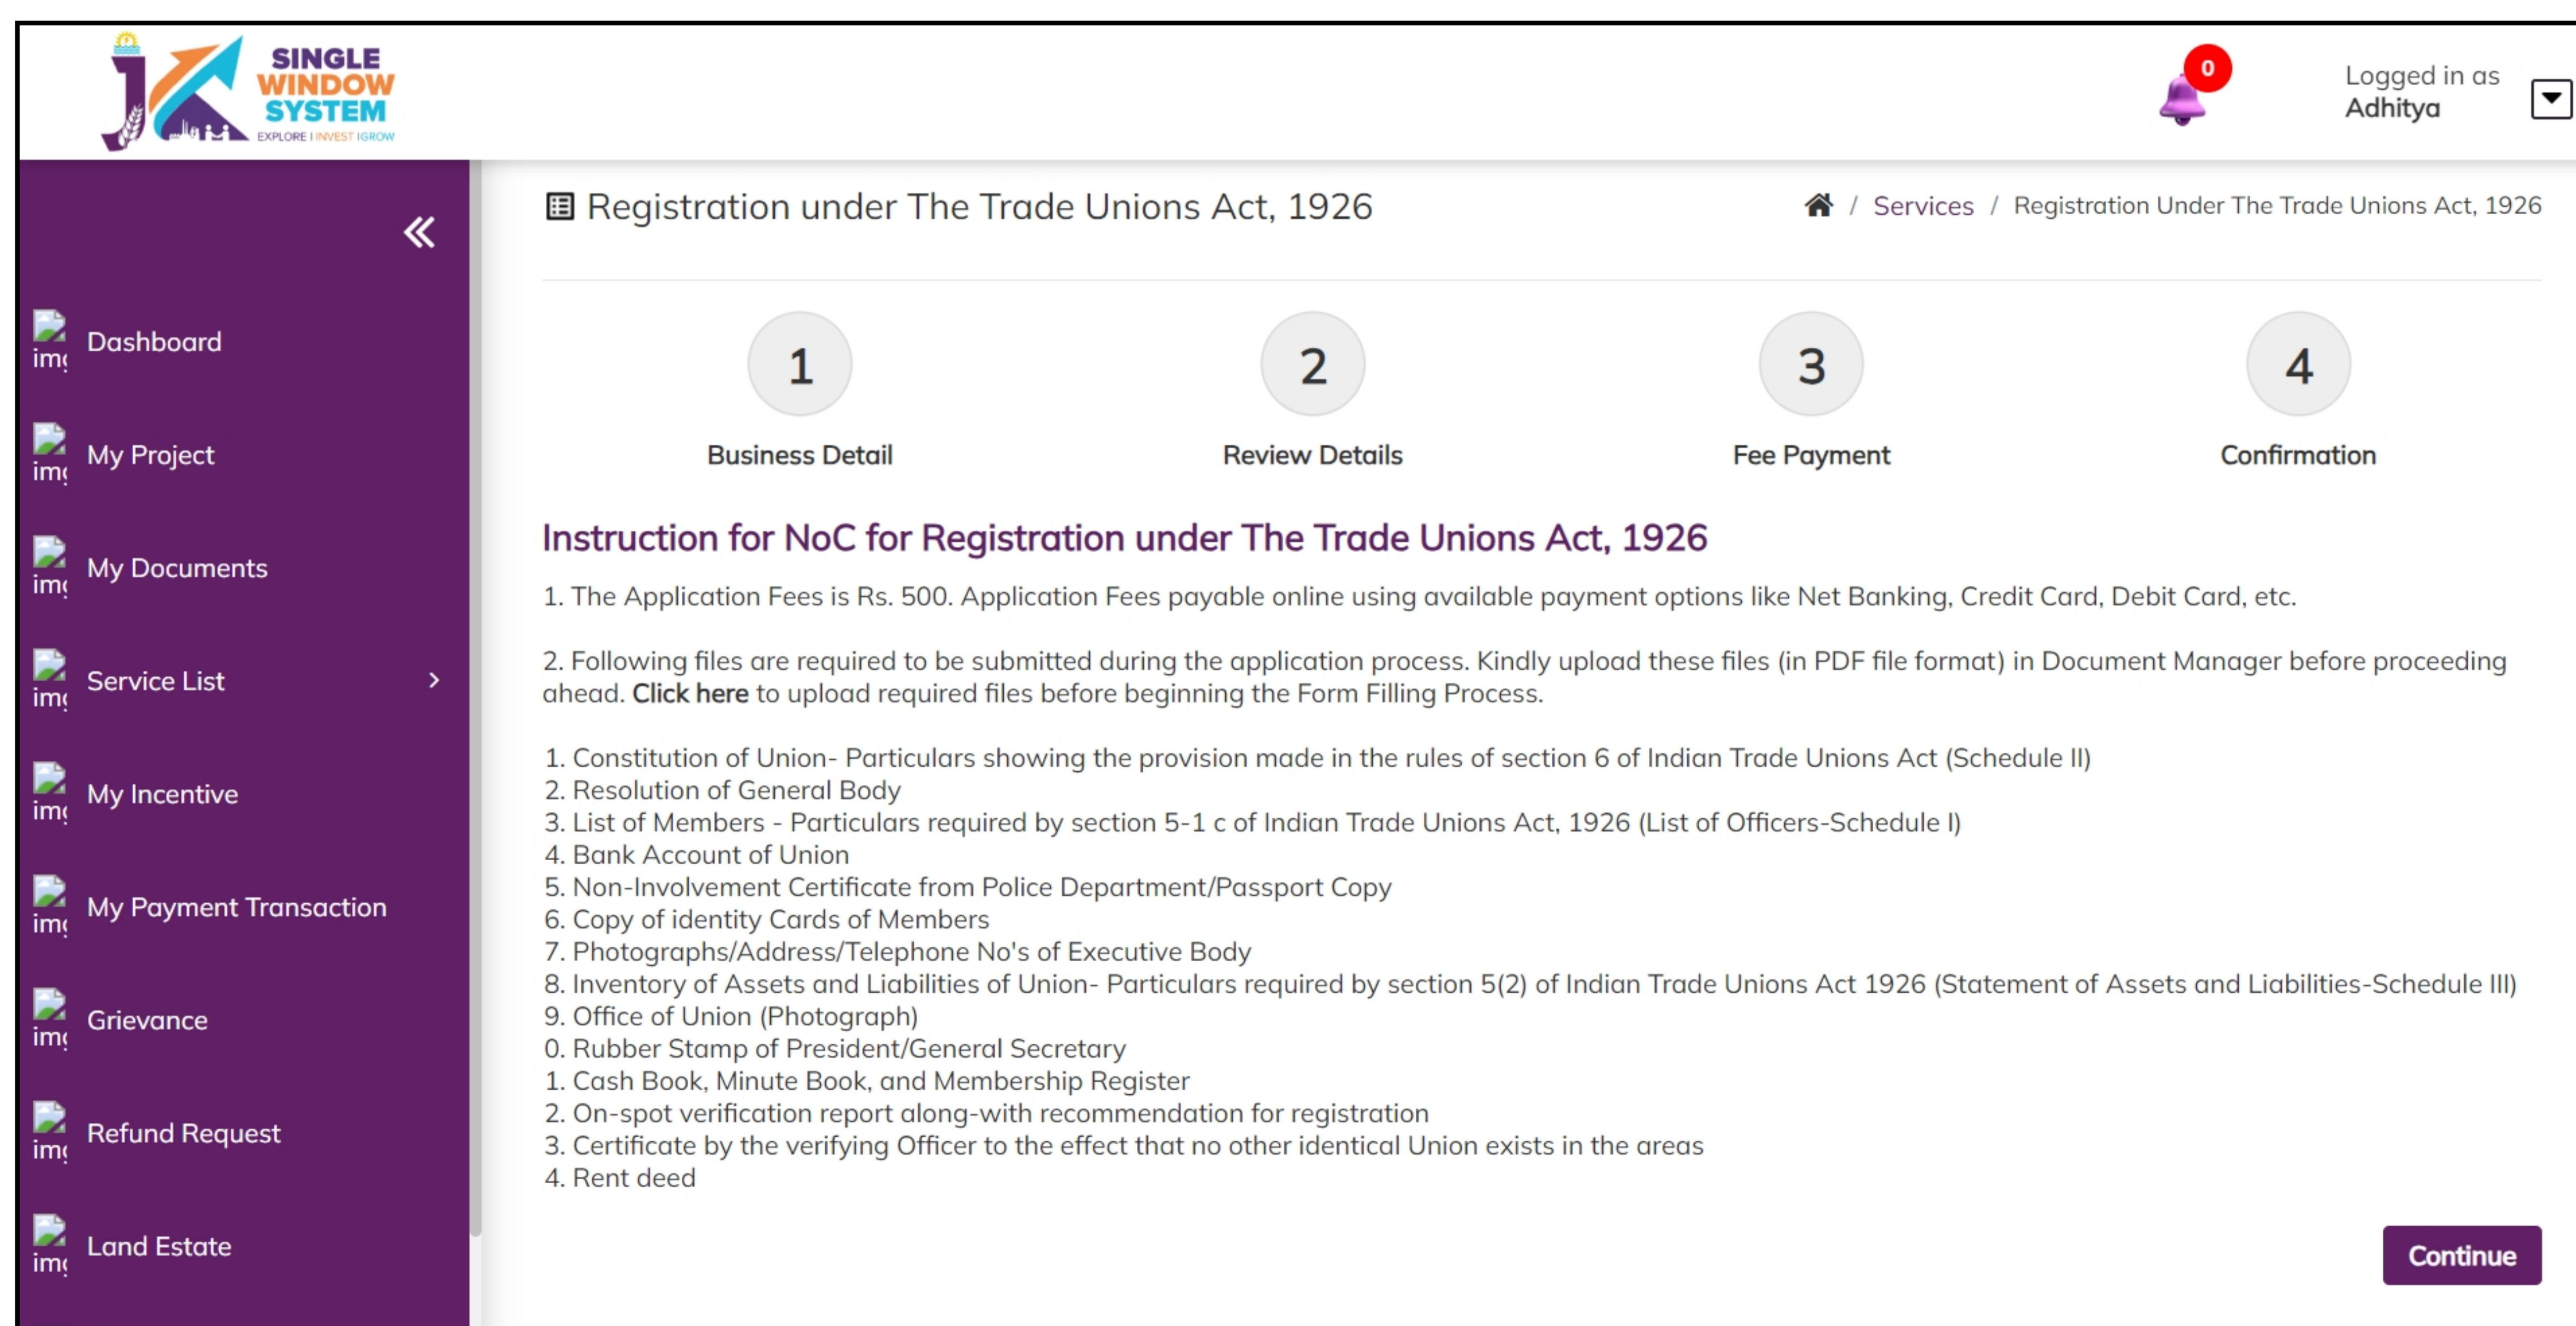 SINGLE
WINDOW
SYSTEM
EXPLORE I INVEST IGROW
0
Logged in as
Adhitya
Registration under The Trade Unions Act, 1926
/ Services / Registration Under The Trade Unions Act, 1926
Dashboard
My Project
My Documents
Service List
My Incentive
My Payment Transaction
Grievance
Refund Request
Land Estate
1
2
3
4
Business Detail
Review Details
Fee Payment
Confirmation
Instruction for NoC for Registration under The Trade Unions Act, 1926
1. The Application Fees is Rs. 500. Application Fees payable online using available payment options like Net Banking, Credit Card, Debit Card, etc.
2. Following files are required to be submitted during the application process. Kindly upload these files (in PDF file format) in Document Manager before proceeding
ahead. Click here to upload required files before beginning the Form Filling Process.
1. Constitution of Union- Particulars showing the provision made in the rules of section 6 of Indian Trade Unions Act (Schedule II)
2. Resolution of General Body
3. List of Members - Particulars required by section 5-1 c of Indian Trade Unions Act, 1926 (List of Officers-Schedule I)
4. Bank Account of Union
5. Non-Involvement Certificate from Police Department/Passport Copy
6. Copy of identity Cards of Members
7. Photographs/Address/Telephone No's of Executive Body
8. Inventory of Assets and Liabilities of Union- Particulars required by section 5(2) of Indian Trade Unions Act 1926 (Statement of Assets and Liabilities-Schedule III)
9. Office of Union (Photograph)
0. Rubber Stamp of President/General Secretary
1. Cash Book, Minute Book, and Membership Register
2. On-spot verification report along-with recommendation for registration
3. Certificate by the verifying Officer to the effect that no other identical Union exists in the areas
4. Rent deed
Continue